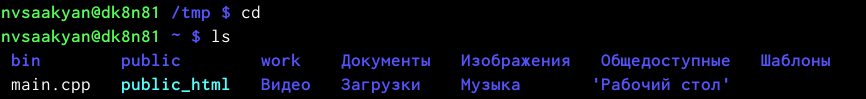 nvsaakyan@dk8n81 /tmp $ cd
nvsaakyan@dk8n81 ~ $ ls
bin public work Документы Изображения Общедоступные Шаблоны
main.cpp public_html Видео Загрузки Музыка 'Рабочий стол'